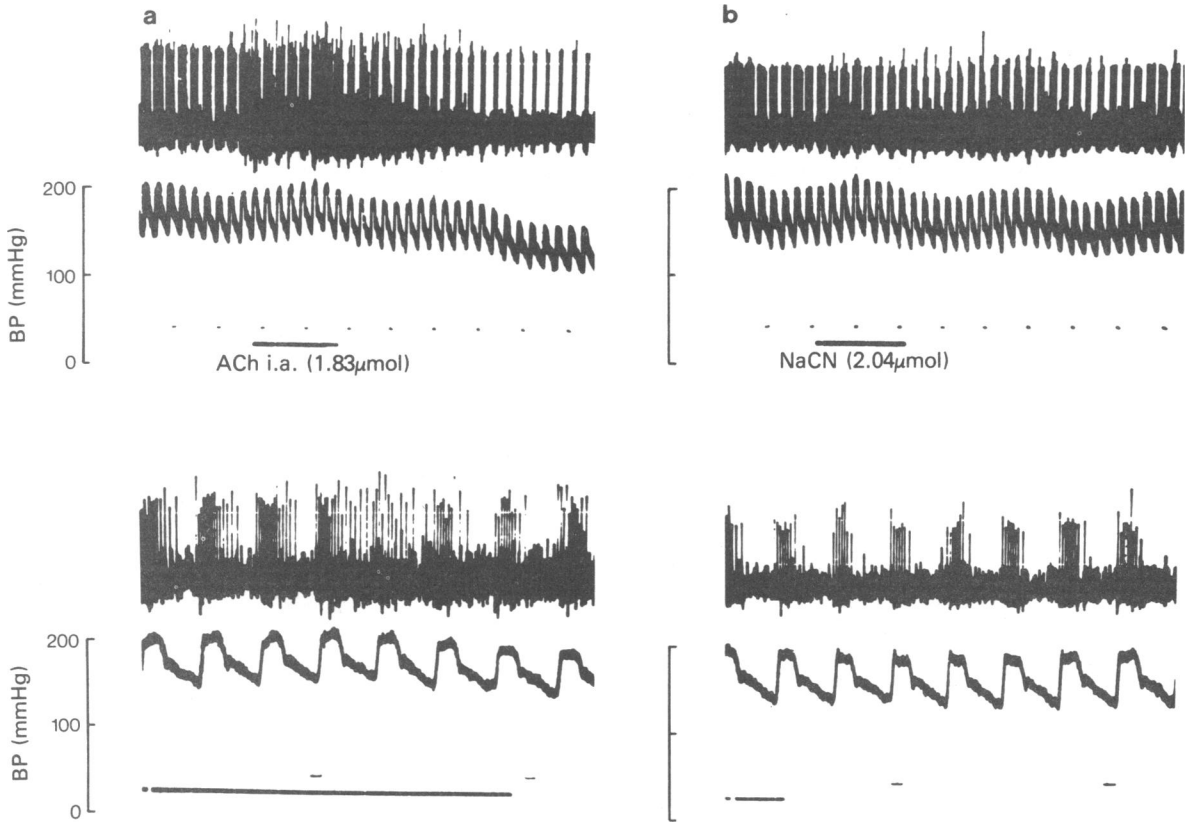 a
b
BP (mmHg)
200
100
0
ACh i.a. (1.83μmol)
NaCN (2.04μmol)
BP (mmHg)
200
100
0